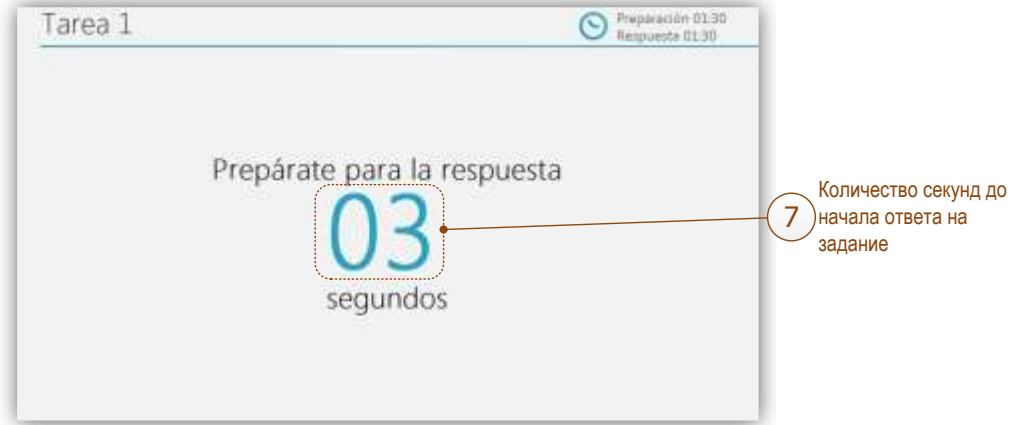 Tarea 1
Preparación 01:30
Respuesta 01:30
Prepárate para la respuesta
03
segundos
7
Количество секунд до
начала ответа на
задание